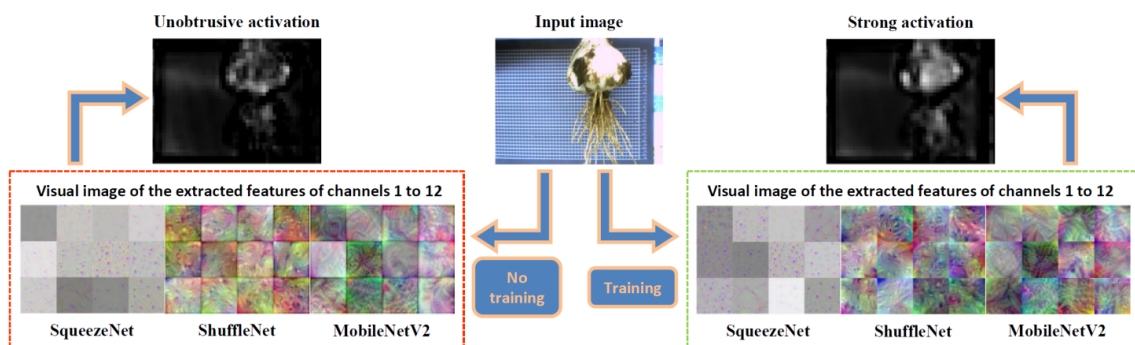 Unobtrusive activation
Input image
Strong activation
Visual image of the extracted features of channels 1 to 12
SqueezeNet
ShuffleNet
MobileNetV2
No
training
Training
Visual image of the extracted features of channels 1 to 12
SqueezeNet
ShuffleNet
MobileNetV2